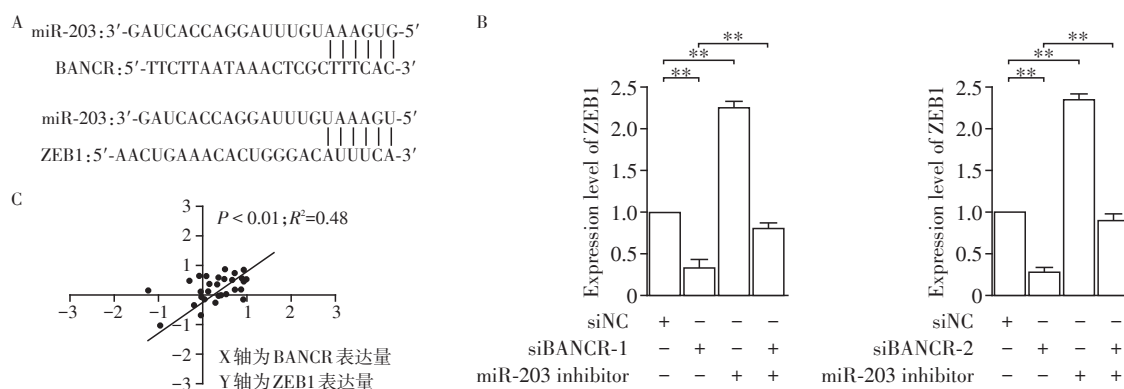 A
miR-203:3′-GAUCACCAGGAUUUGUAAAGUG-5′
BANCR:5′-TTCTTAATAAACTCGCTTTCAC-3′
miR-203:3′-GAUCACCAGGAUUUGUAAAGU-5′
ZEB1:5′-AACUGAAACACUGGGACAUUUCA-3′
C
P < 0.01;R²=0.48
3
2
1
0
-3 -2 -1 0 1 2 3
-1
-2
-3
X轴为BANCR表达量
Y轴为ZEB1表达量
B
**
**
**
Expression level of ZEB1
2.5
2.0
1.0
0.5
0
siNC + − − −
siBANCR-1 − + − +
miR-203 inhibitor − − + +
**
**
**
Expression level of ZEB1
2.5
2.0
1.0
0.5
0
siNC + − − −
siBANCR-2 − + − +
miR-203 inhibitor − − + +